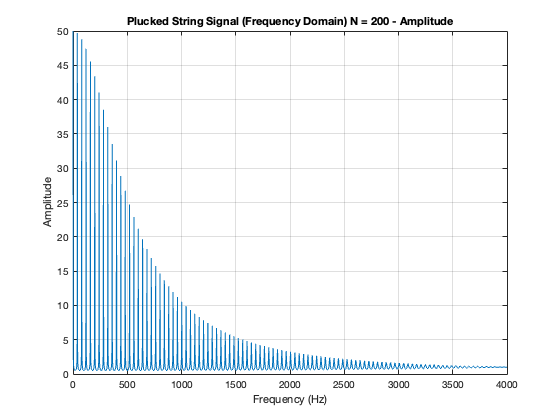 Plucked String Signal (Frequency Domain) N = 200 - Amplitude
50
45
40
35
30
25
20
15
10
5
0
Amplitude
0 500 1000 1500 2000 2500 3000 3500 4000
Frequency (Hz)